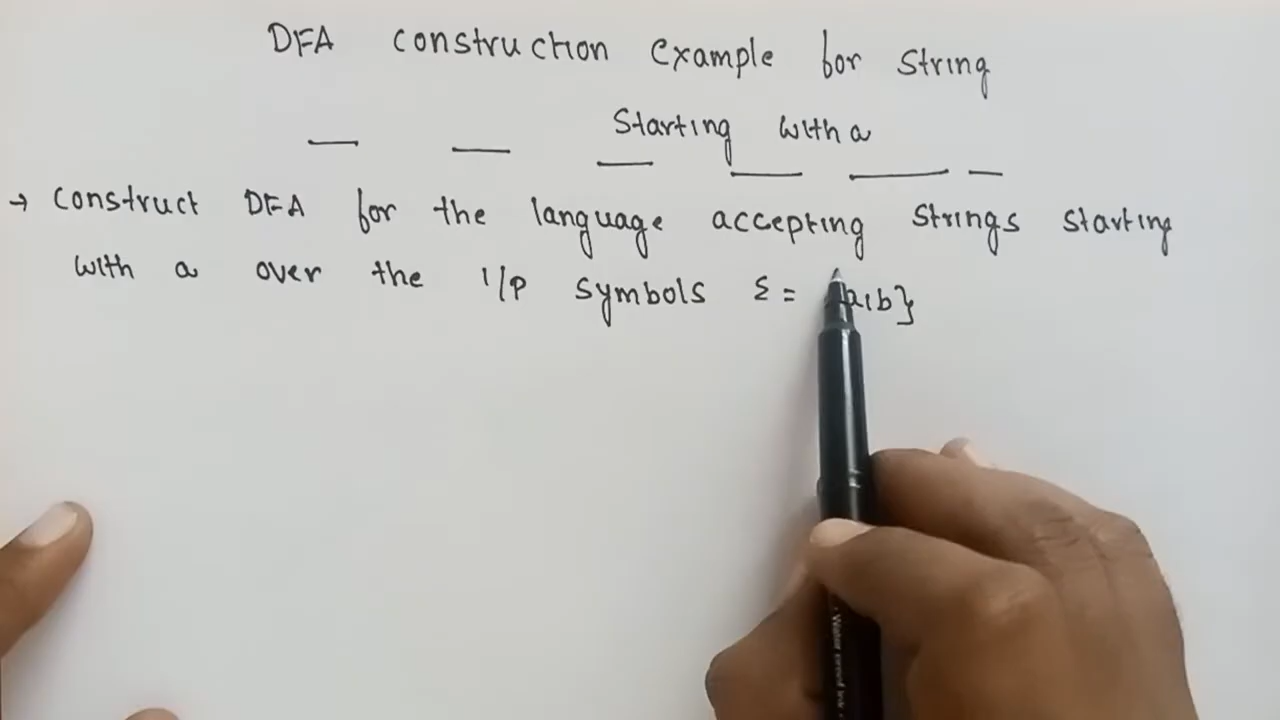 DFA construction Example for string
Starting with a
→ construct DFA for the language accepting strings starting
with a over the I/P symbols Σ = {a,b}